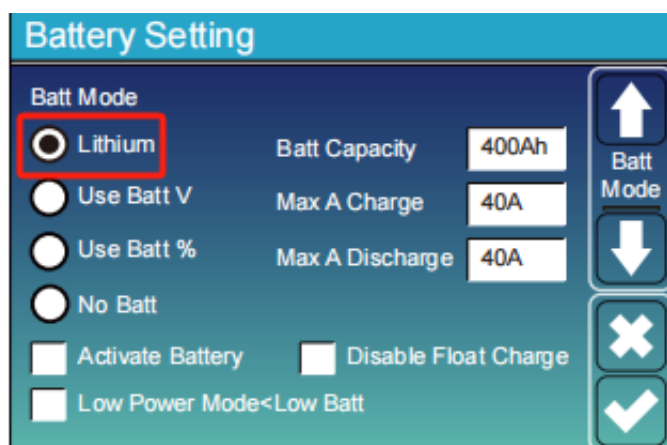 Battery Setting
Batt Mode
Lithium
Batt Capacity 400Ah
Use Batt V
Max A Charge 40A
Use Batt %
Max A Discharge 40A
No Batt
Activate Battery
Disable Float Charge
Low Power Mode<Low Batt
Batt
Mode